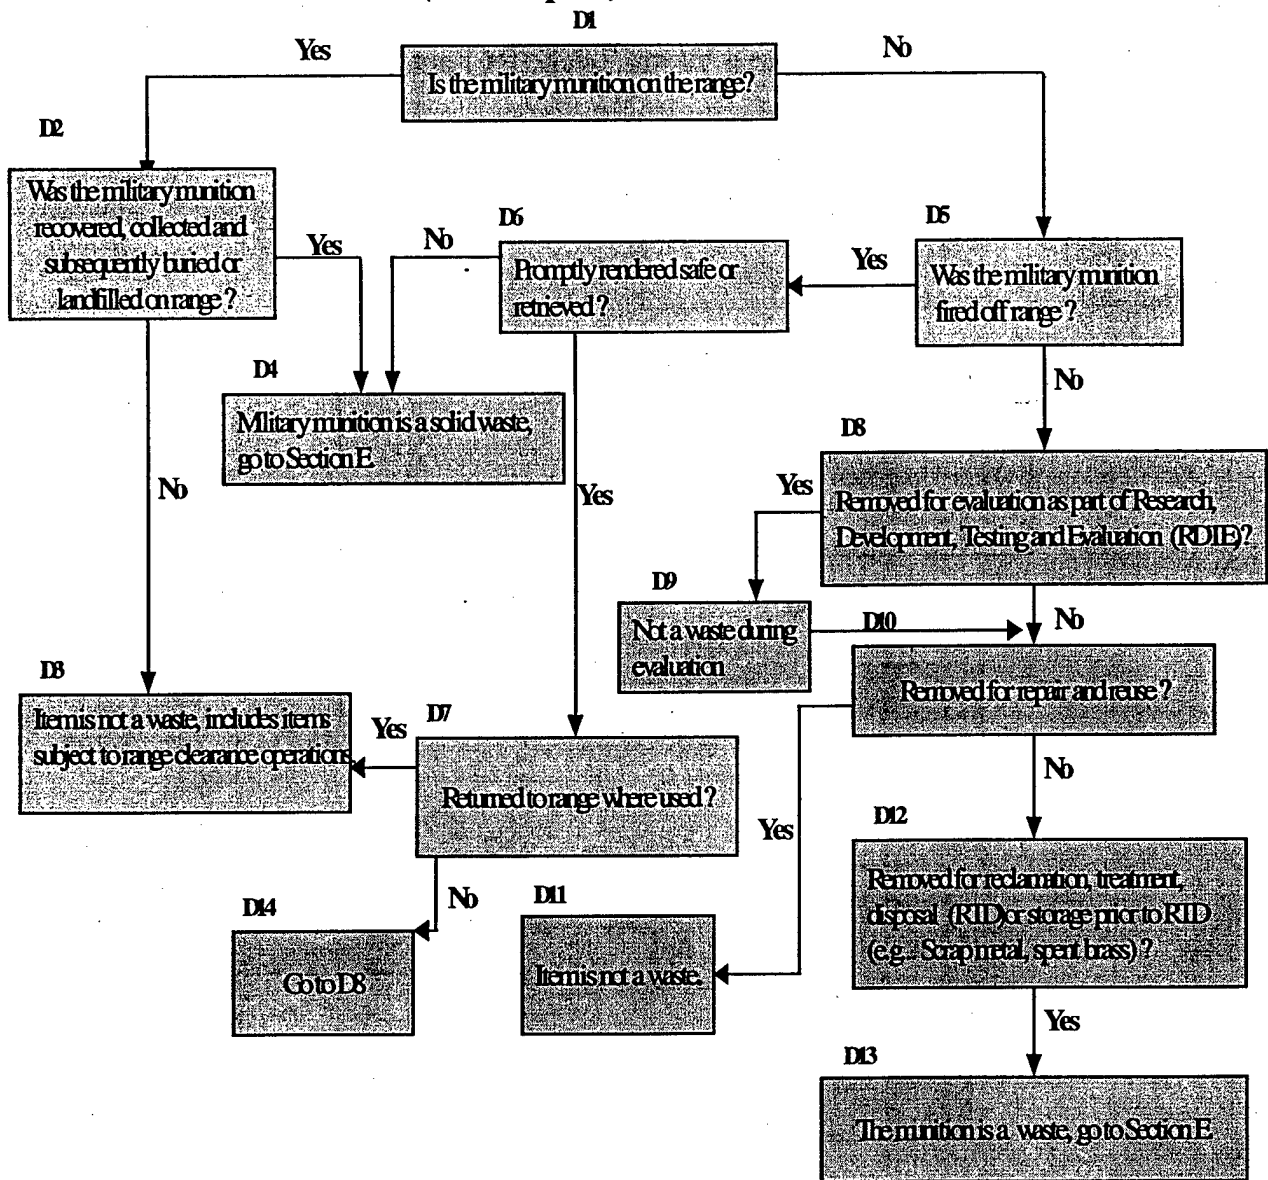 D1
Yes
No
Is the military munition on the range?
D2
Was the military munition
recovered, collected and
subsequently buried or
landfilled on range?
Yes
No
D6
No
Promptly rendered safe or
retrieved?
Yes
D5
Yes
Was the military munition
fired off range?
No
D4
Military munition is a solid waste,
go to Section E.
D8
Yes
Removed for evaluation as part of Research,
Development, Testing and Evaluation (RDTE)?
No
D9
Not a waste during
evaluation
D10
Removed for repair and reuse?
No
Yes
D3
Item is not a waste, includes items
subject to range clearance operations
D7
Yes
Returned to range where used?
No
D14
Go to D8
D11
Item is not a waste.
D12
Removed for reclamation, treatment,
disposal (RTD) or storage prior to RTD
(e.g.. Scrap metal, spent brass)?
Yes
D13
The munition is a waste, go to Section E